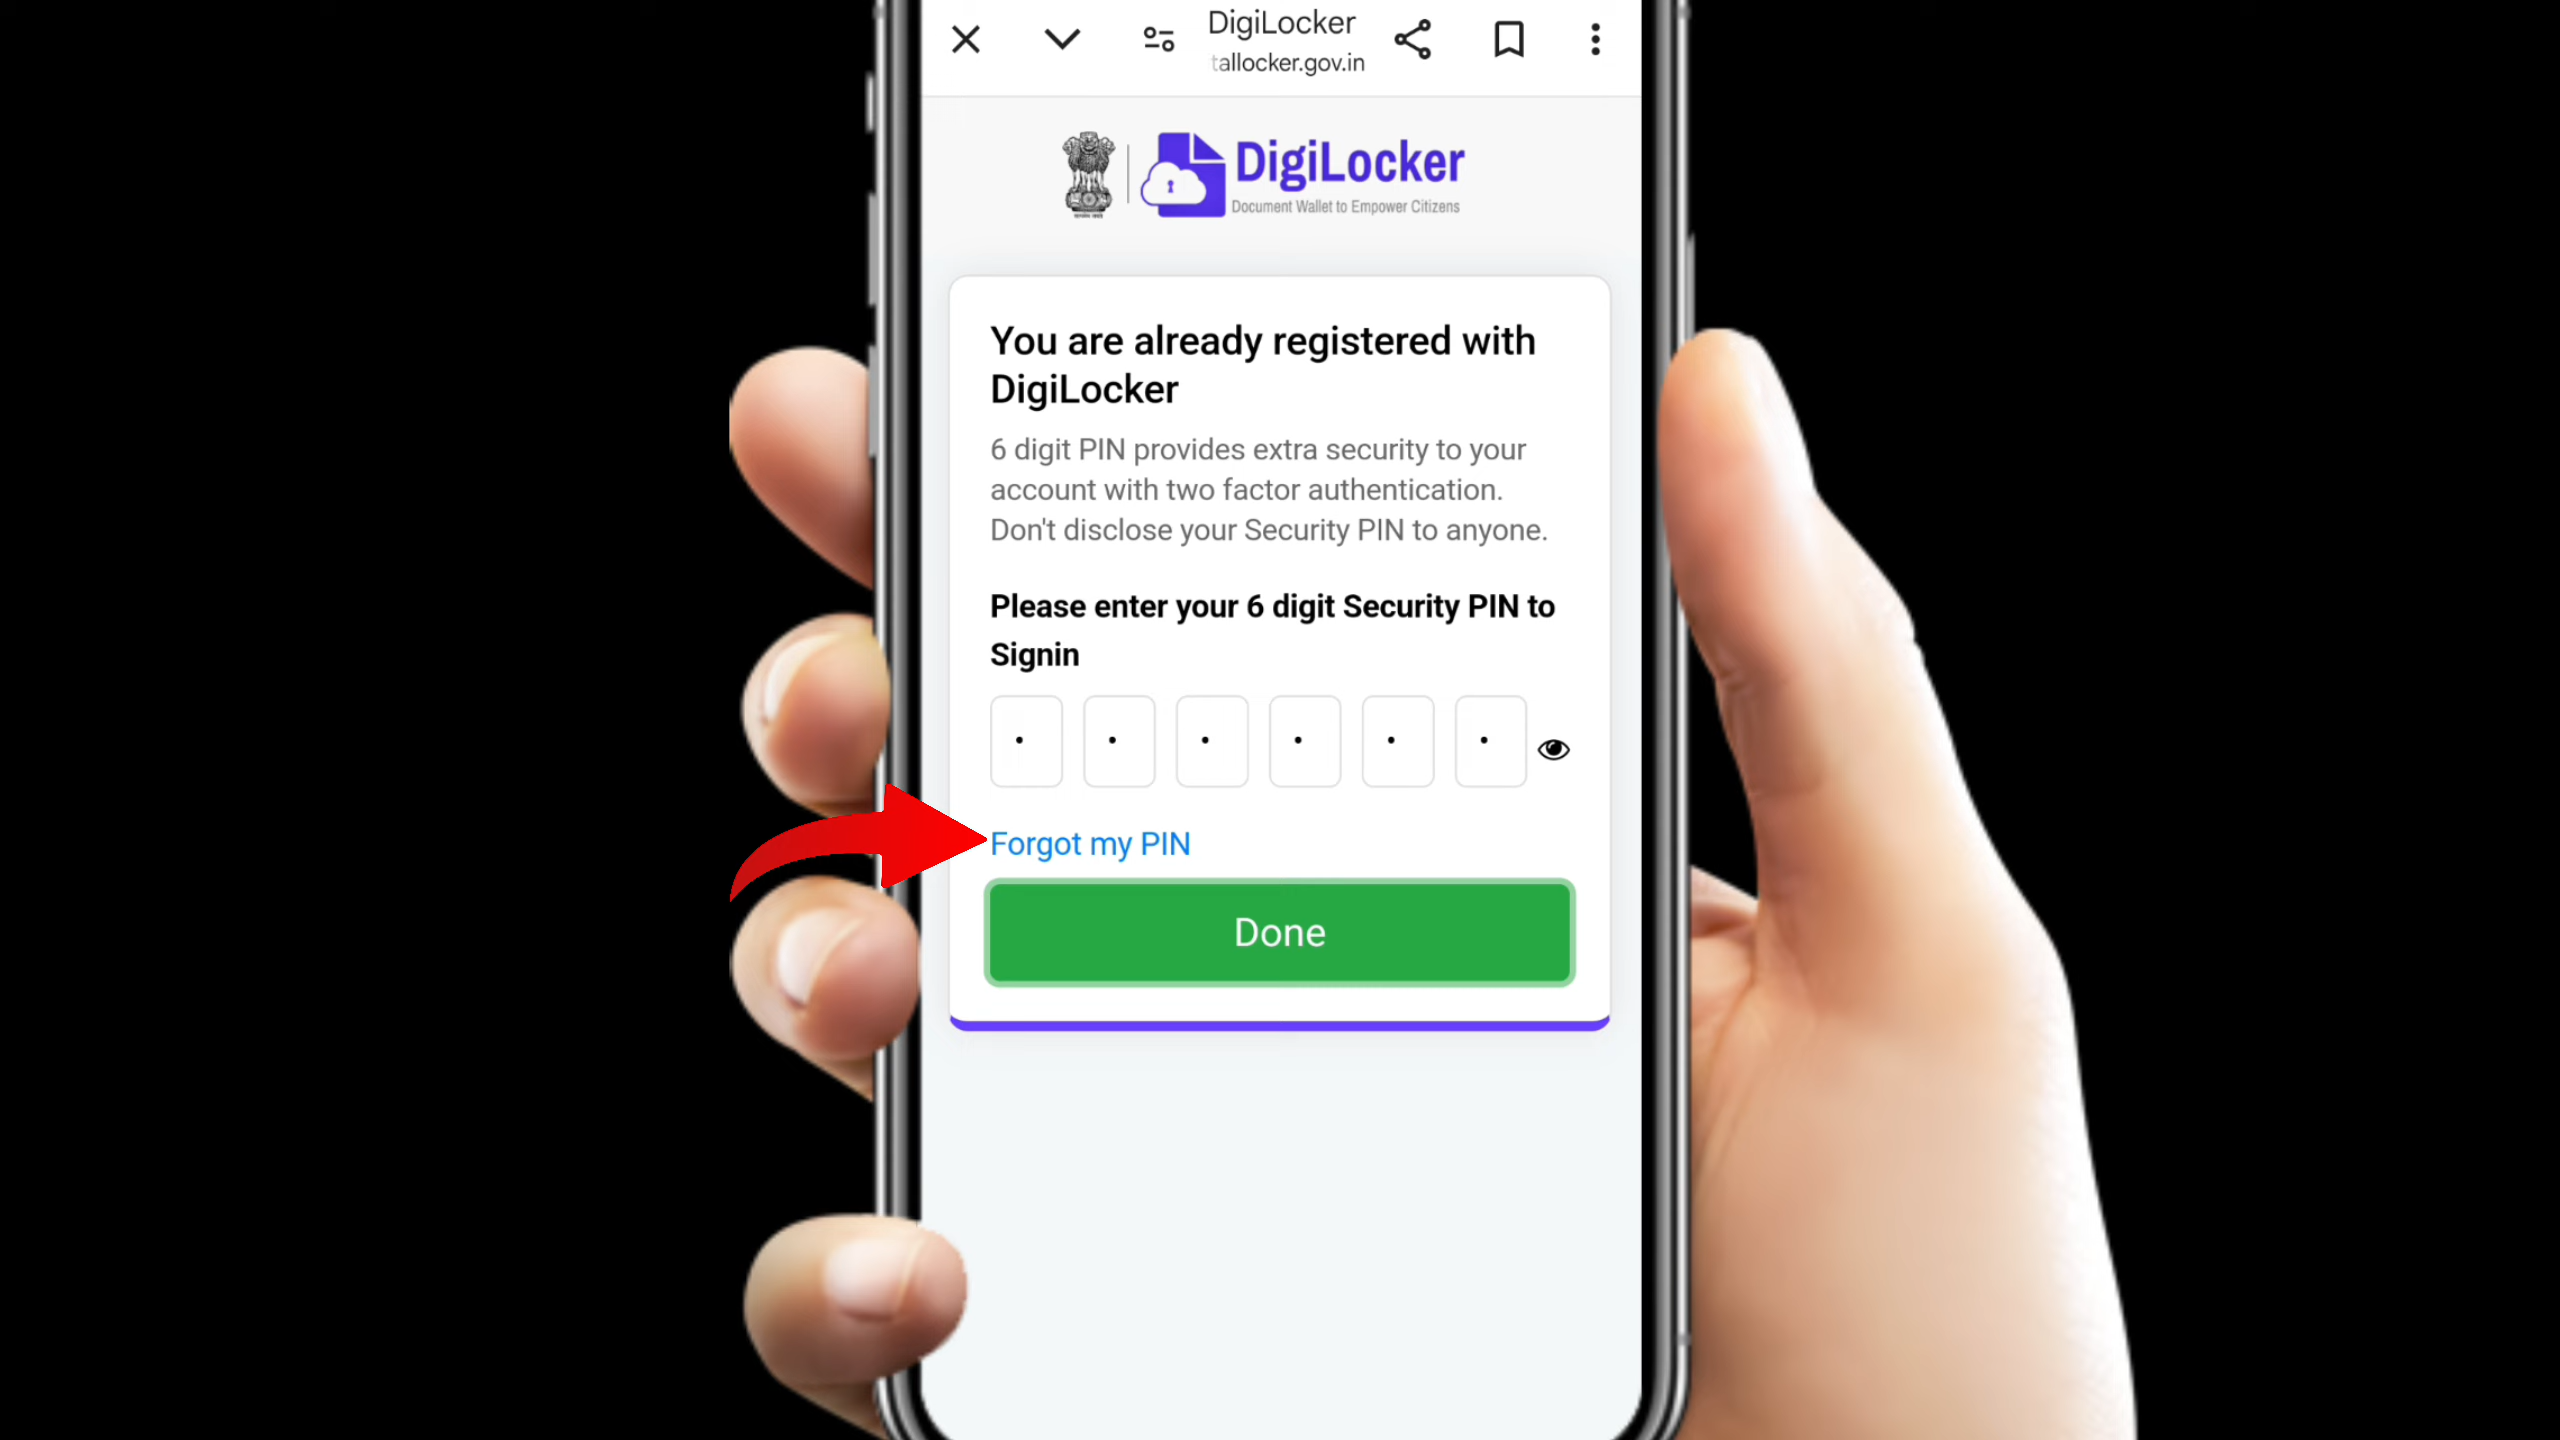 DigiLocker
tallocker.gov.in
DigiLocker
Document Wallet to Empower Citizens
You are already registered with
DigiLocker
6 digit PIN provides extra security to your
account with two factor authentication.
Don't disclose your Security PIN to anyone.
Please enter your 6 digit Security PIN to
Signin
Forgot my PIN
Done